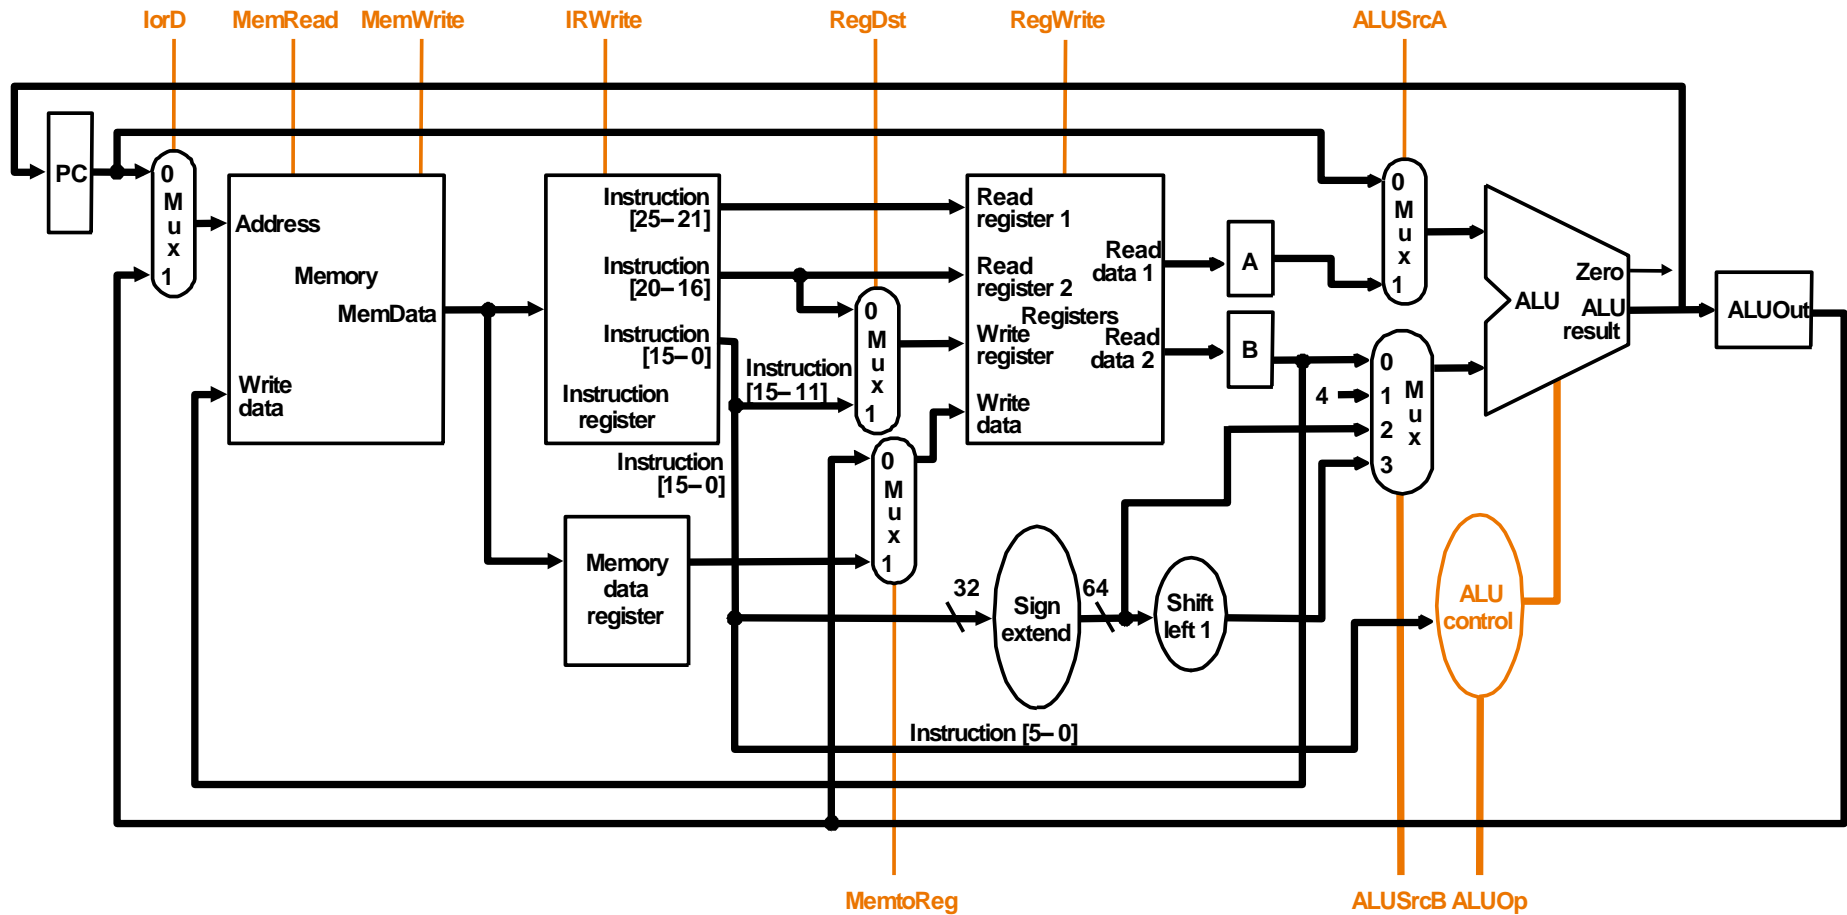 IorD
MemRead
MemWrite
IRWrite
RegDst
RegWrite
ALUSrcA
PC
0
M
u
x
1
Address
Memory
MemData
Write
data
Instruction
[25–21]
Instruction
[20–16]
Instruction
[15–0]
Instruction
register
Instruction
[15–11]
Instruction
[15–0]
Memory
data
register
0
M
u
x
1
0
M
u
x
1
Read
register 1
Read
register 2
Registers
Write
register
Write
data
Read
data 1
Read
data 2
A
B
4
0
M
u
x
1
0
1
2
3
M
u
x
ALU
Zero
ALU
result
ALUOut
32
Sign
extend
64
Shift
left 1
ALU
control
Instruction [5–0]
MemtoReg
ALUSrcB
ALUOp